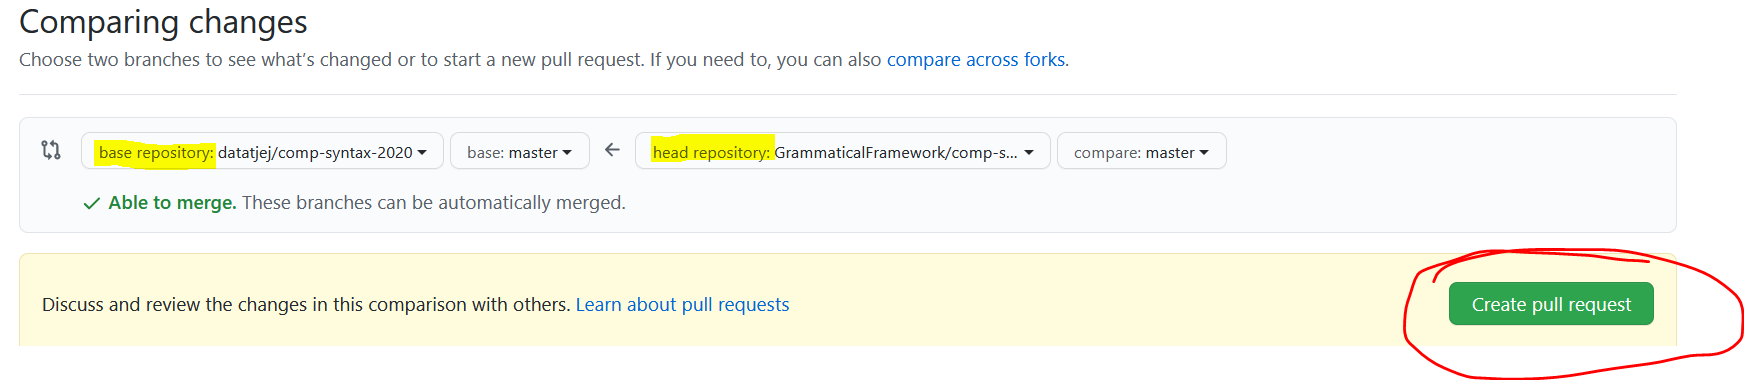 Comparing changes
Choose two branches to see what's changed or to start a new pull request. If you need to, you can also compare across forks.
base repository: datatjej/comp-syntax-2020 base: master head repository: GrammaticalFramework/comp-s... compare: master
Able to merge. These branches can be automatically merged.
Discuss and review the changes in this comparison with others. Learn about pull requests Create pull request